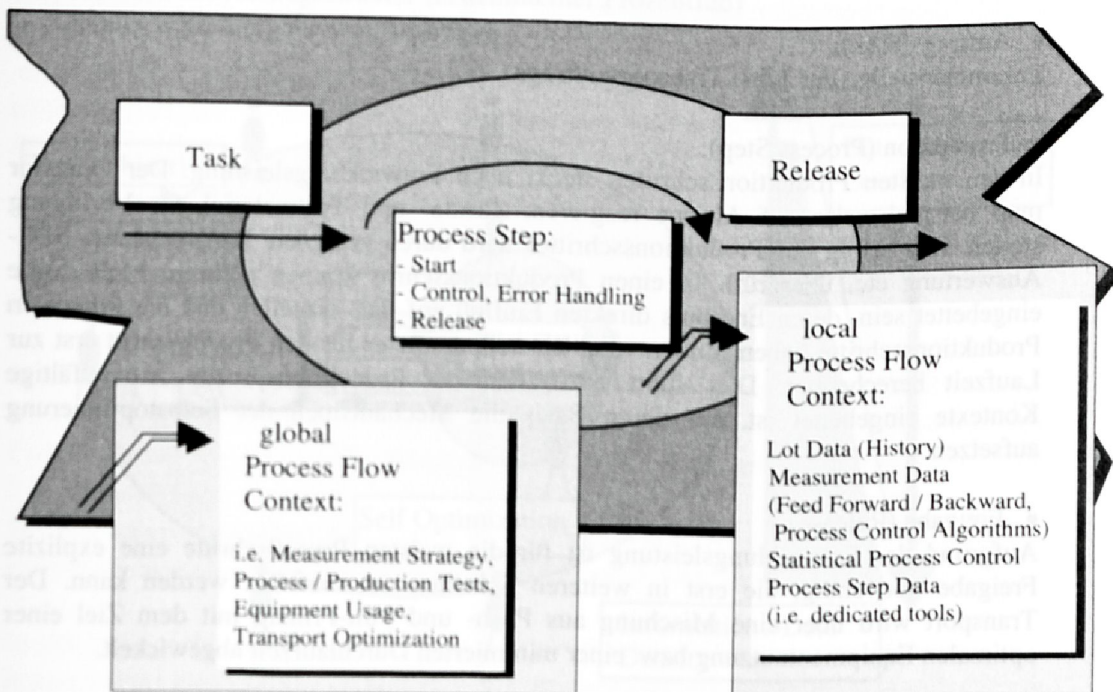 Task
Release
Process Step:
- Start
- Control, Error Handling
- Release
global
Process Flow
Context:
i.e. Measurement Strategy,
Process / Production Tests,
Equipment Usage,
Transport Optimization
local
Process Flow
Context:
Lot Data (History)
Measurement Data
(Feed Forward / Backward,
Process Control Algorithms)
Statistical Process Control
Process Step Data
(i.e. dedicated tools)